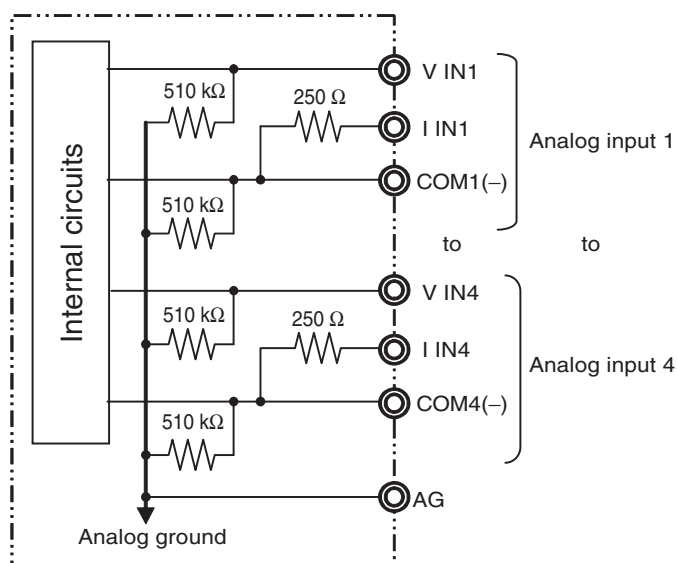 V IN1
510 kΩ
250 Ω
I IN1
Analog input 1
COM1(–)
510 kΩ
to
to
Internal circuits
V IN4
510 kΩ
250 Ω
I IN4
Analog input 4
COM4(–)
510 kΩ
AG
Analog ground